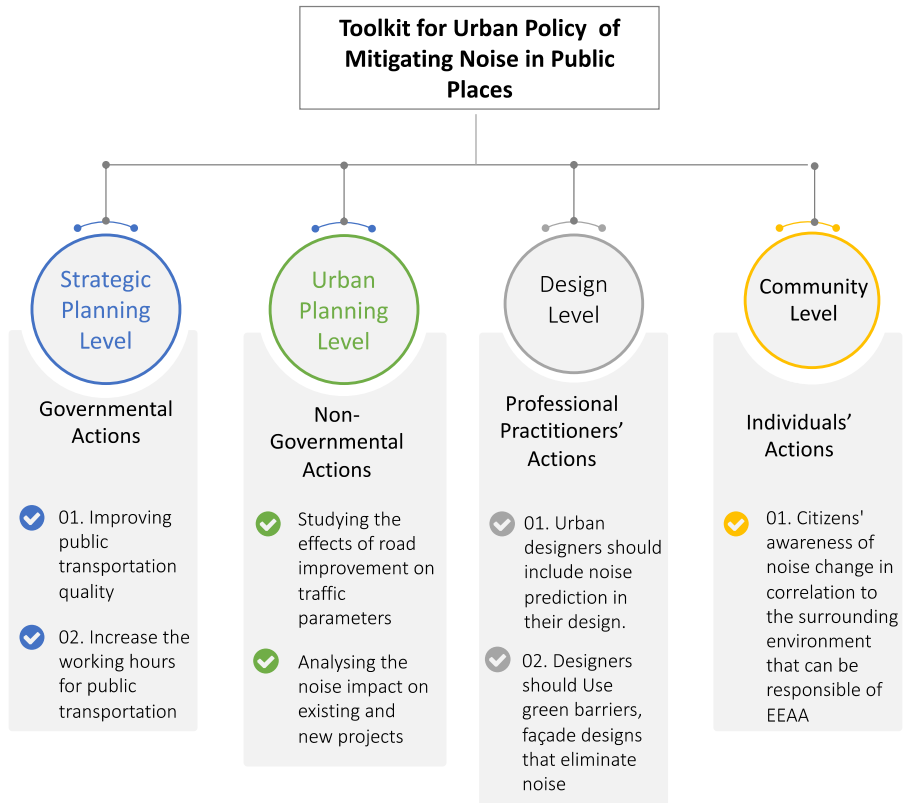 Toolkit for Urban Policy of
Mitigating Noise in Public
Places
Strategic
Planning
Level
Governmental
Actions
01. Improving
public
transportation
quality
02. Increase the
working hours
for public
transportation
Urban
Planning
Level
Non-
Governmental
Actions
Studying the
effects of road
improvement on
traffic
parameters
Analysing the
noise impact on
existing and
new projects
Design
Level
Professional
Practitioners’
Actions
01. Urban
designers should
include noise
prediction in
their design.
02. Designers
should Use
green barriers,
façade designs
that eliminate
noise
Community
Level
Individuals’
Actions
01. Citizens'
awareness of
noise change in
correlation to
the surrounding
environment
that can be
responsible of
EEAA